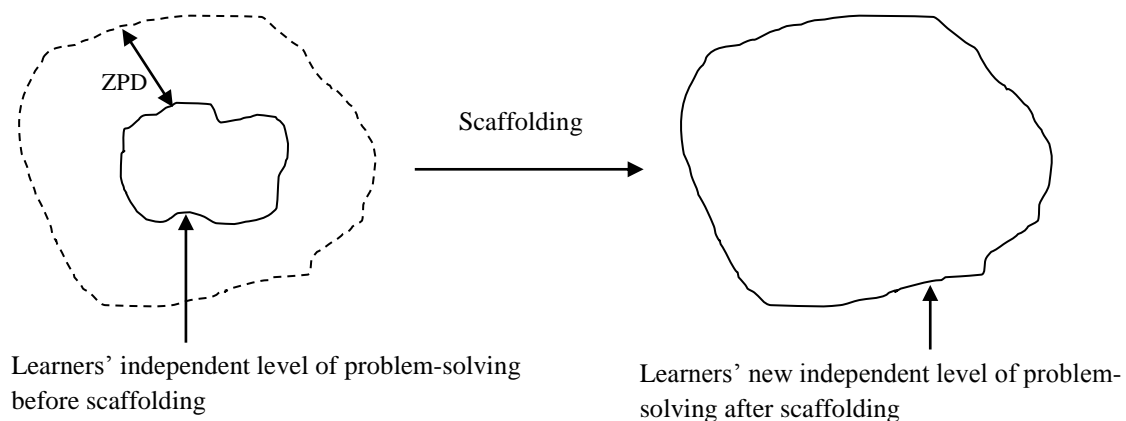 ZPD
Scaffolding
Learners’ independent level of problem-solving
before scaffolding
Learners’ new independent level of problem-
solving after scaffolding